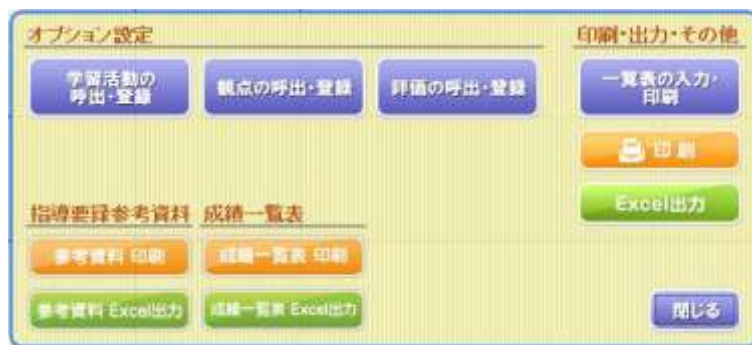 オプション設定
印刷・出力・その他
学習活動の
呼出・登録
観点の呼出・登録
評価の呼出・登録
一覧表の入力・
印刷
印刷
Excel出力
指導要録参考資料
成績一覧表
参考資料 印刷
成績一覧表 印刷
参考資料 Excel出力
成績一覧表 Excel出力
閉じる